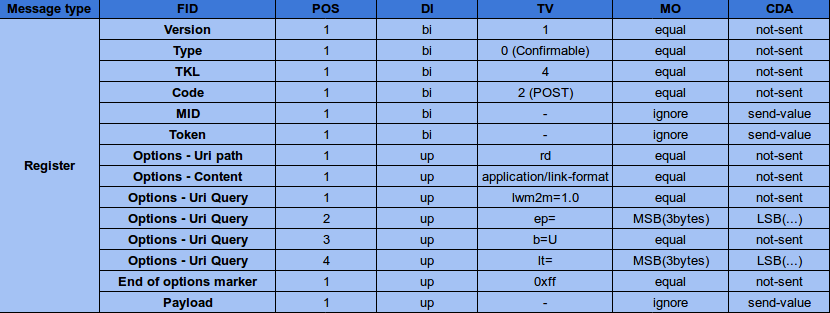 Message type FID POS DI TV MO CDA
Version 1 bi 1 equal not-sent
Type 1 bi 0 (Confirmable) equal not-sent
TKL 1 bi 4 equal not-sent
Code 1 bi 2 (POST) equal not-sent
MID 1 bi - ignore send-value
Token 1 bi - ignore send-value
Options - Uri path 1 up rd equal not-sent
Register Options - Content 1 up application/link-format equal not-sent
Options - Uri Query 1 up lwm2m=1.0 equal not-sent
Options - Uri Query 2 up ep= MSB(3bytes) LSB(...)
Options - Uri Query 3 up b=U equal not-sent
Options - Uri Query 4 up lt= MSB(3bytes) LSB(...)
End of options marker 1 up 0xff equal not-sent
Payload 1 up - ignore send-value